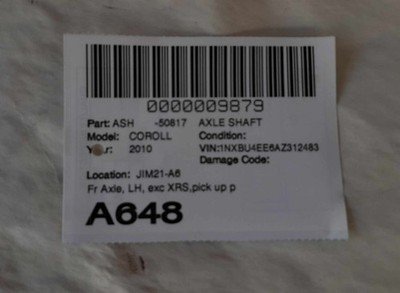 0000009879
Part: ASH -50817 AXLE SHAFT
Model: COROLL Condition:
Year: 2010 VIN:1NXBU4EE6AZ312483
Damage Code:
Location: JIM21-A6
Fr Axle, LH, exc XRS,pick up p
A648